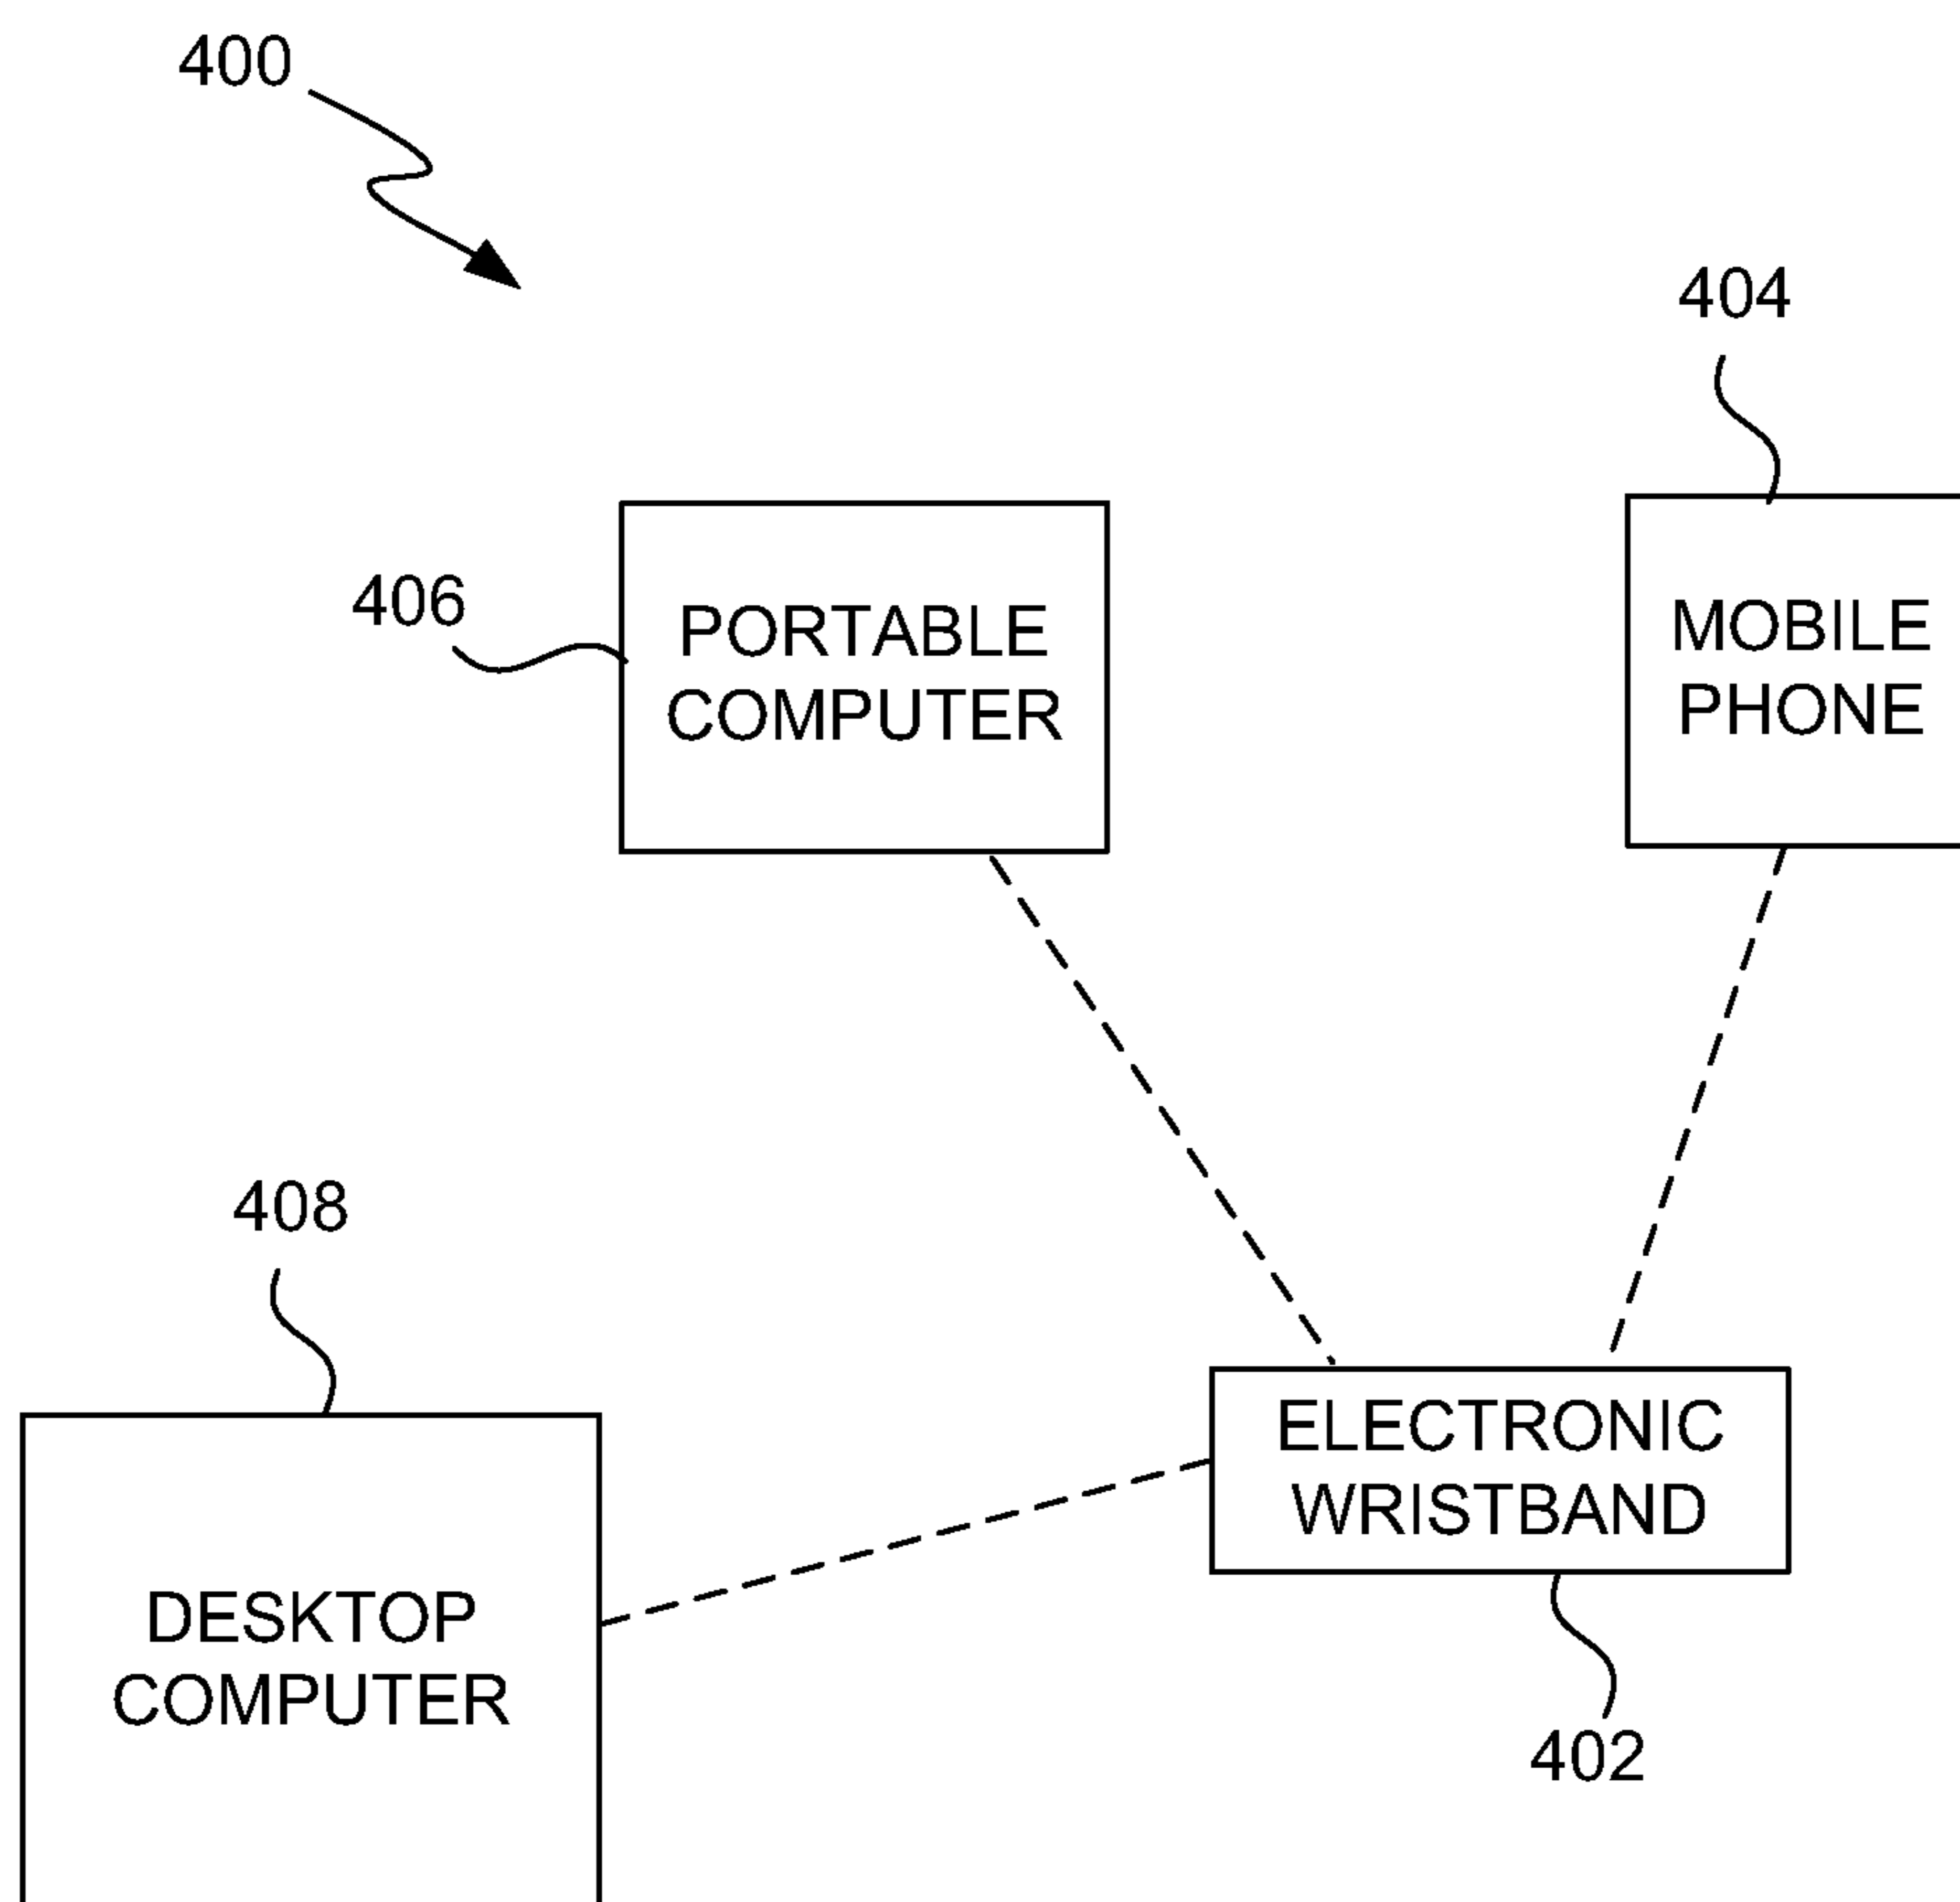 400
404
406
PORTABLE
COMPUTER
MOBILE
PHONE
408
ELECTRONIC
WRISTBAND
DESKTOP
COMPUTER
402